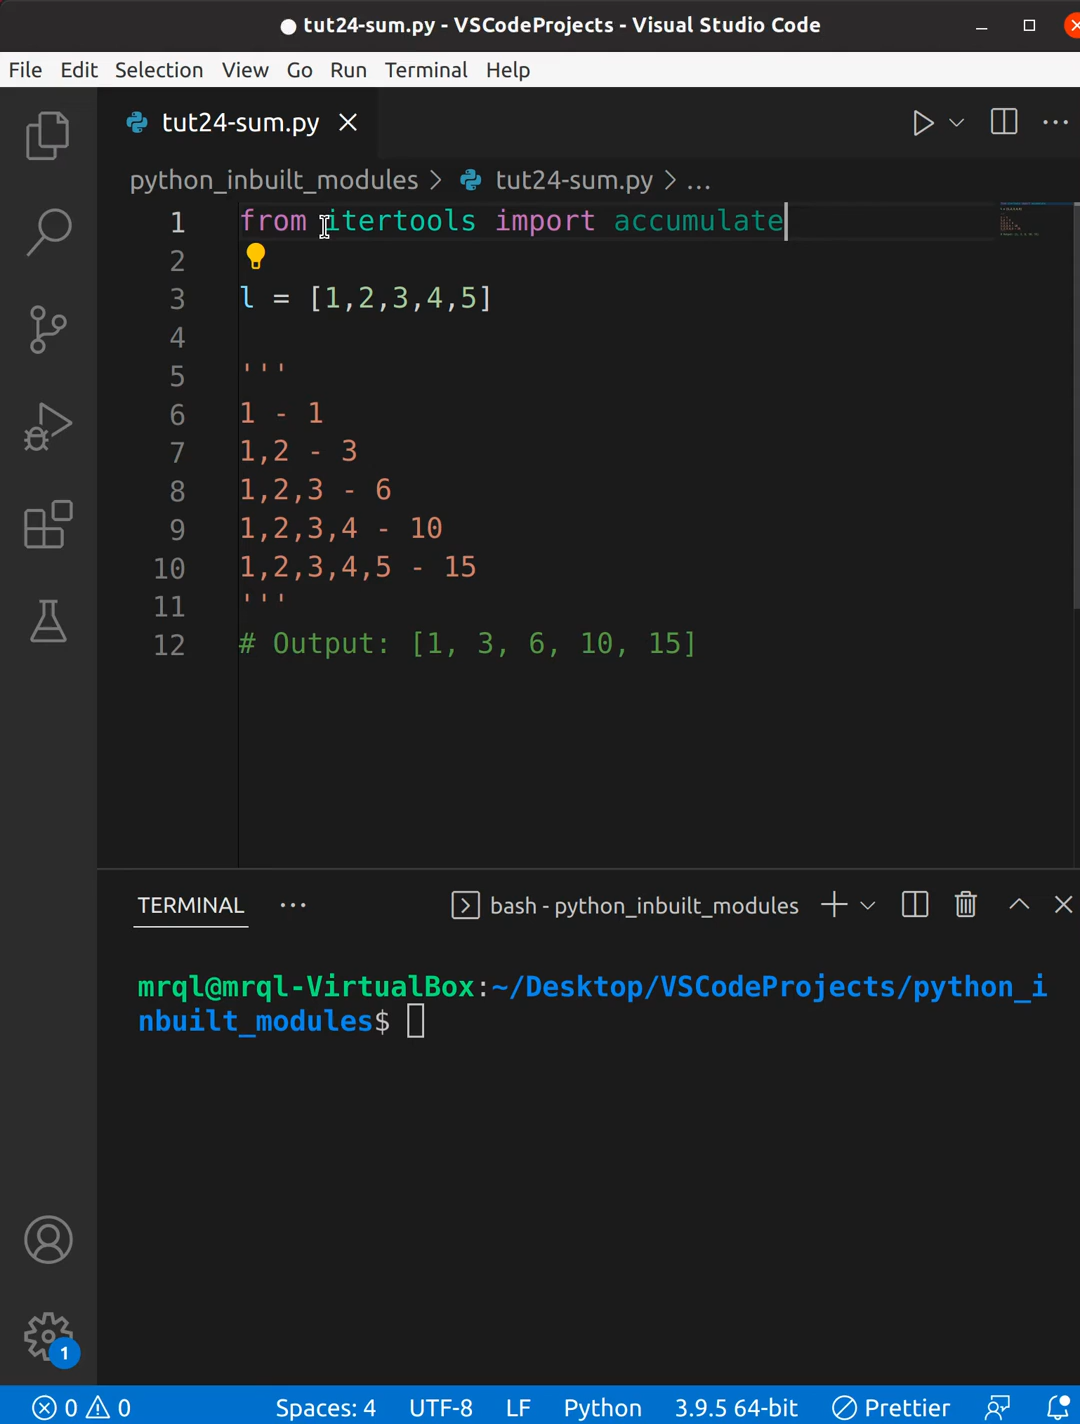 ● tut24-sum.py - VSCodeProjects - Visual Studio Code
File Edit Selection View Go Run Terminal Help
tut24-sum.py
python_inbuilt_modules > tut24-sum.py > ...
1 from itertools import accumulate
2
3 l = [1,2,3,4,5]
4
5 '''
6 1 - 1
7 1,2 - 3
8 1,2,3 - 6
9 1,2,3,4 - 10
10 1,2,3,4,5 - 15
11 '''
12 # Output: [1, 3, 6, 10, 15]
TERMINAL ... bash - python_inbuilt_modules
mrql@mrql-VirtualBox:~/Desktop/VSCodeProjects/python_i
nbuilt_modules$
1
0 0 Spaces: 4 UTF-8 LF Python 3.9.5 64-bit Prettier